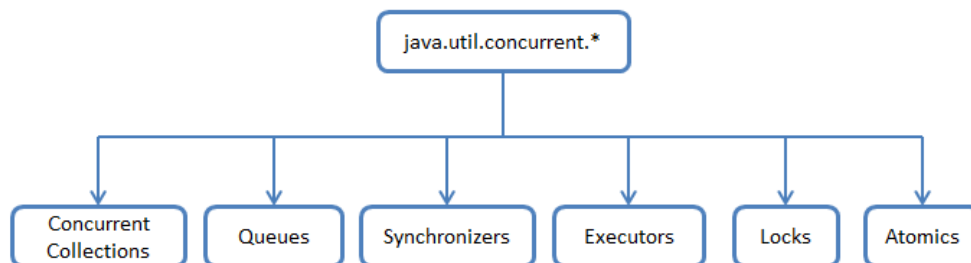 java.util.concurrent.*
Concurrent
Collections
Queues
Synchronizers
Executors
Locks
Atomics